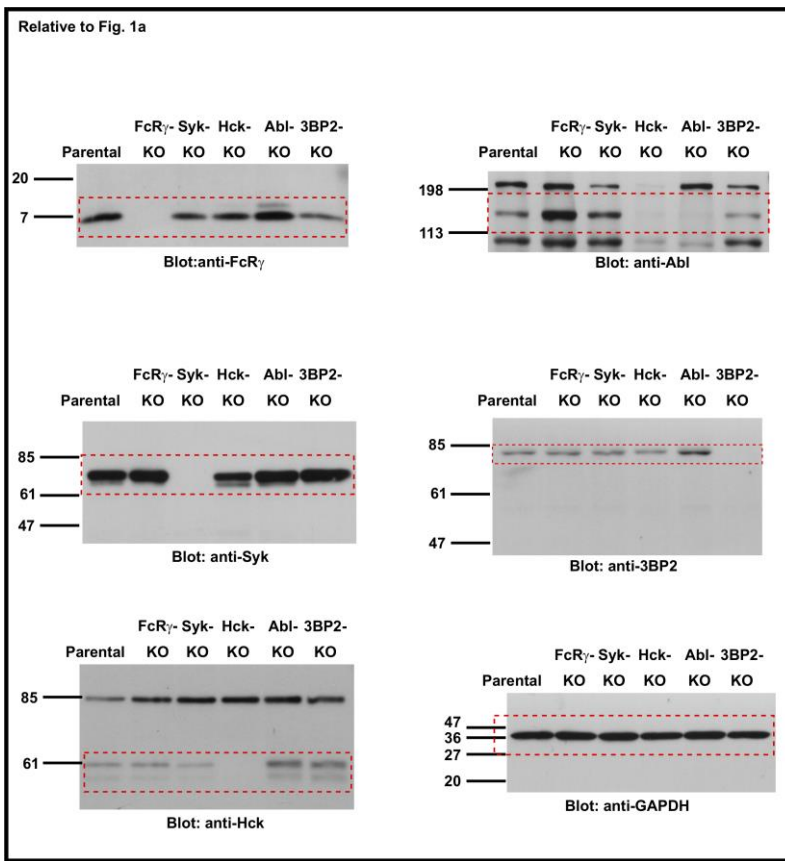 Relative to Fig. 1a
FcRγ- Syk- Hck- Abl- 3BP2-
Parental KO KO KO KO KO
20
7
Blot:anti-FcRγ
FcRγ- Syk- Hck- Abl- 3BP2-
Parental KO KO KO KO KO
198
113
Blot: anti-Abl
FcRγ- Syk- Hck- Abl- 3BP2-
Parental KO KO KO KO KO
85
61
47
Blot: anti-Syk
FcRγ- Syk- Hck- Abl- 3BP2-
Parental KO KO KO KO KO
85
61
47
Blot: anti-3BP2
FcRγ- Syk- Hck- Abl- 3BP2-
Parental KO KO KO KO KO
85
61
Blot: anti-Hck
FcRγ- Syk- Hck- Abl- 3BP2-
Parental KO KO KO KO KO
47
36
27
20
Blot: anti-GAPDH